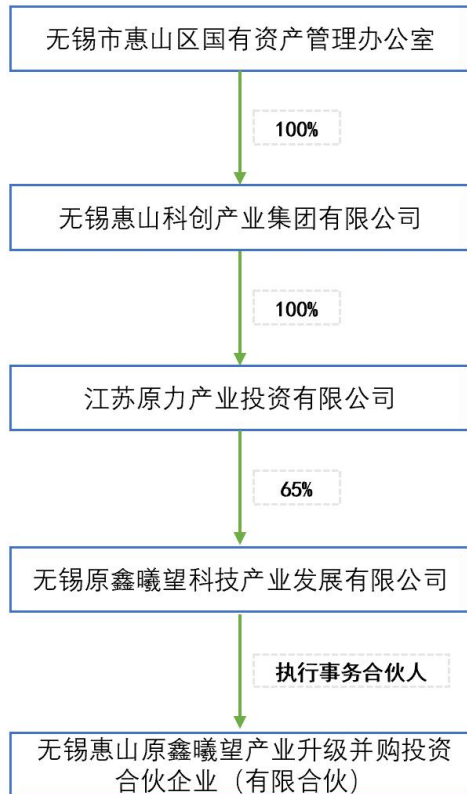 无锡市惠山区国有资产管理办公室
100%
无锡惠山科创产业集团有限公司
100%
江苏原力产业投资有限公司
65%
无锡原鑫曦望科技产业发展有限公司
执行事务合伙人
无锡惠山原鑫曦望产业升级并购投资
合伙企业（有限合伙）